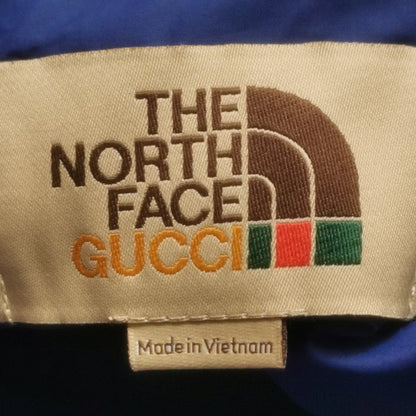 THE
NORTH
FACE
GUCCI
Made in Vietnam